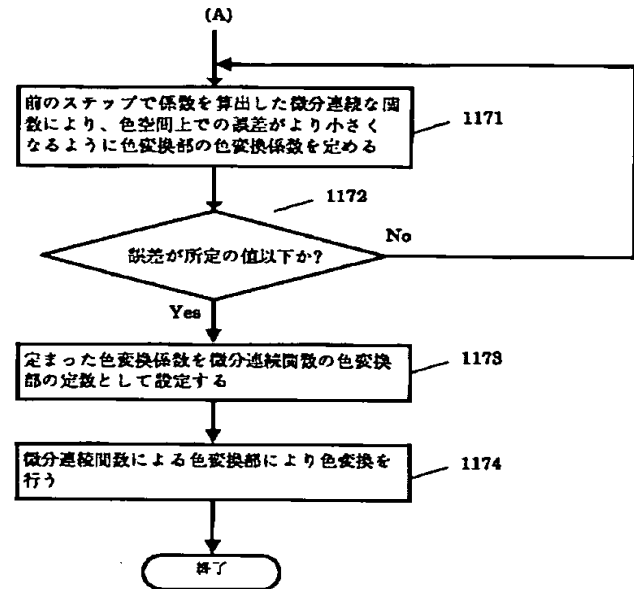 (A)
前のステップで係数を算出した微分連続な関
数により、色空間上での誤差がより小さく
なるように色変換部の色変換係数を定める
1171
1172
誤差が所定の値以下か?
No
Yes
定まった色変換係数を微分連続関数の色変換
部の定数として設定する
1173
微分連続関数による色変換部により色変換を
行う
1174
終了